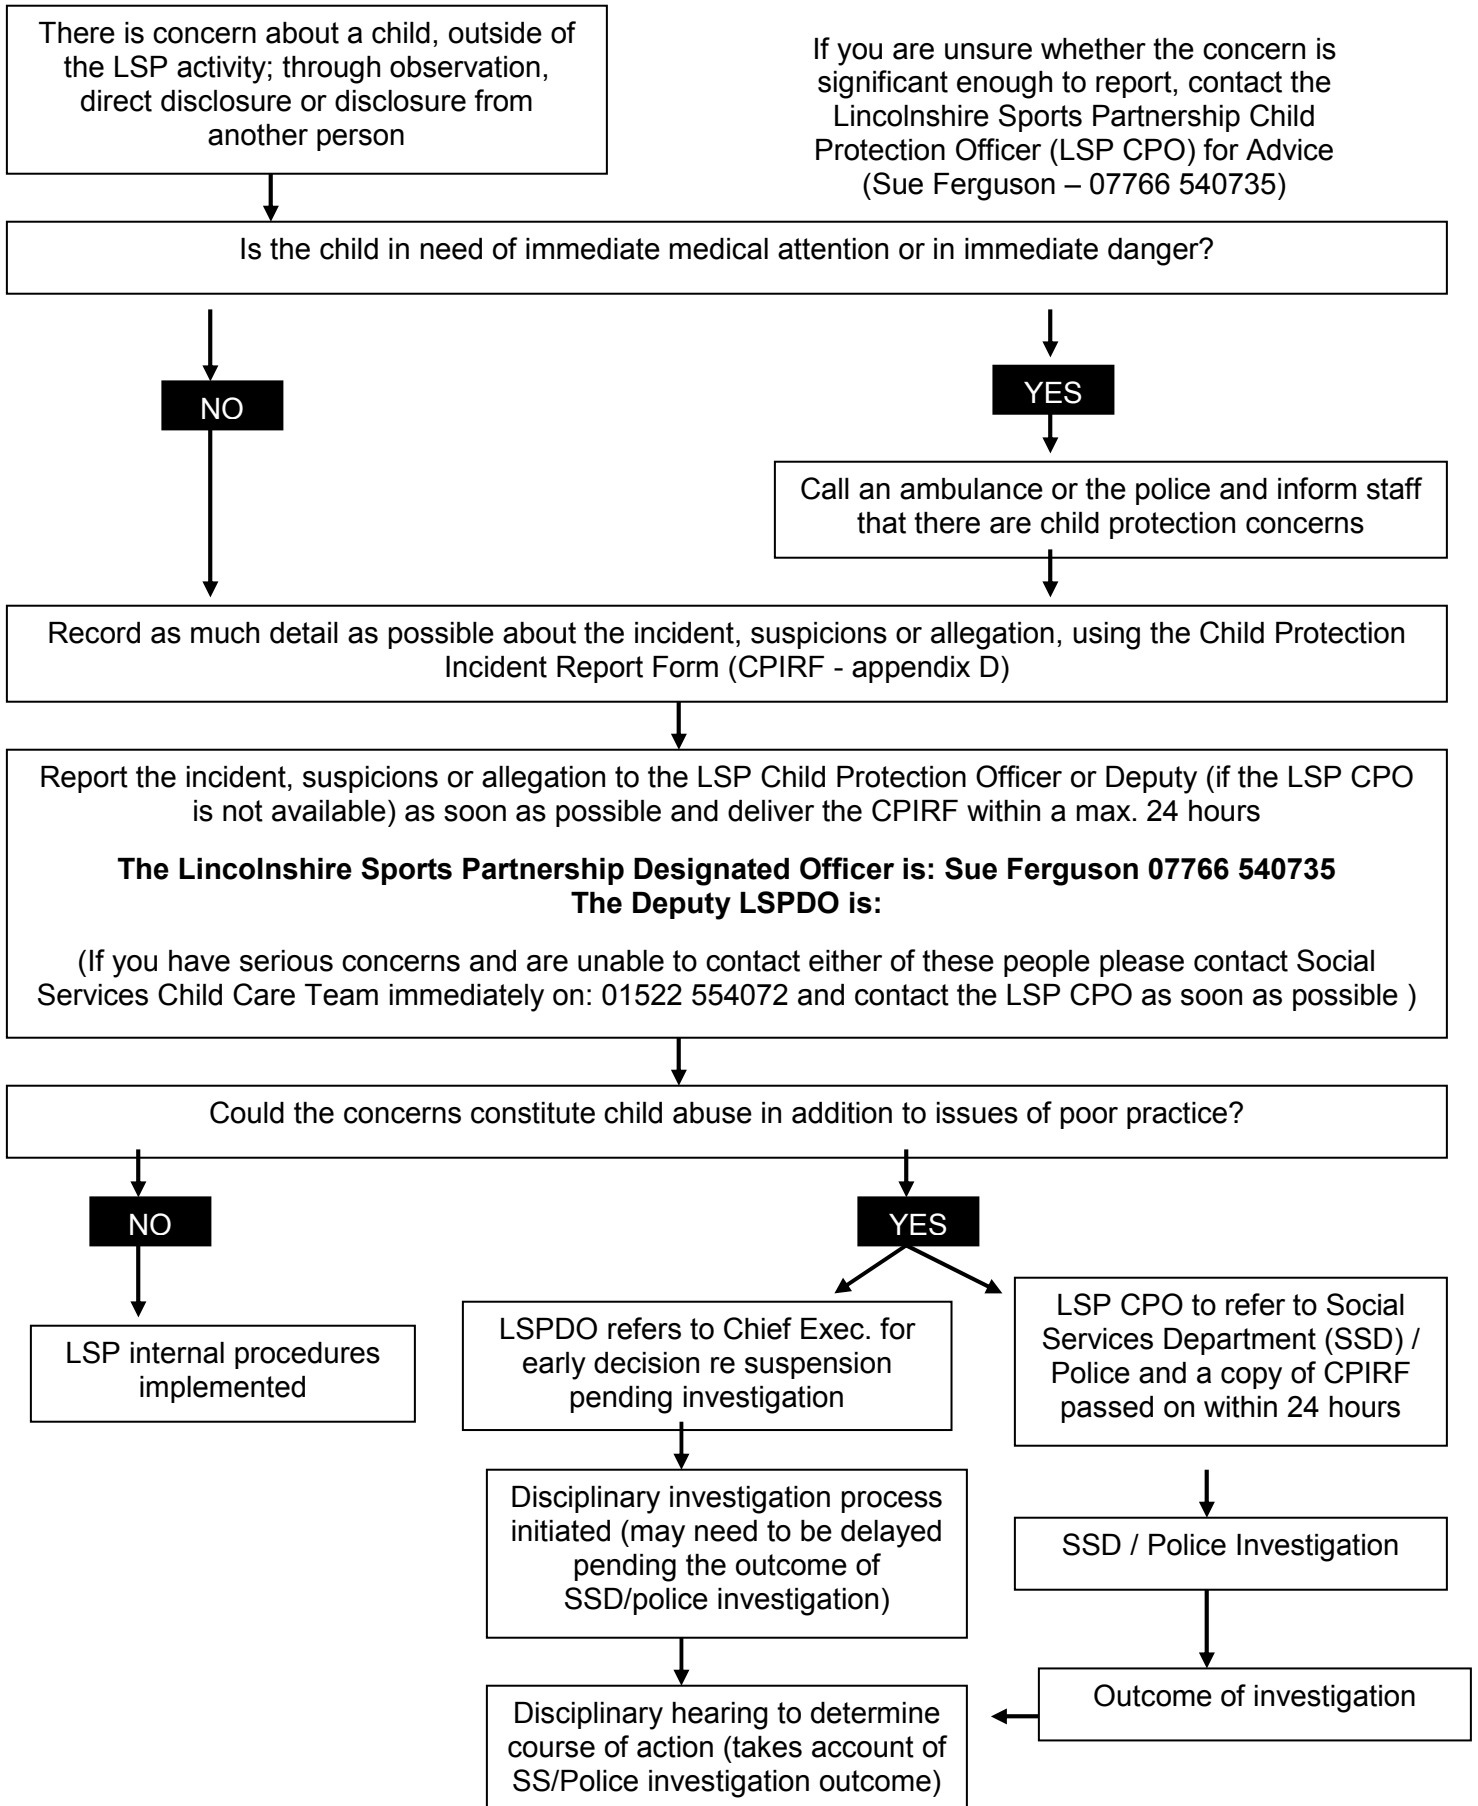 There is concern about a child, outside of
the LSP activity; through observation,
direct disclosure or disclosure from
another person
If you are unsure whether the concern is
significant enough to report, contact the
Lincolnshire Sports Partnership Child
Protection Officer (LSP CPO) for Advice
(Sue Ferguson – 07766 540735)
Is the child in need of immediate medical attention or in immediate danger?
NO
YES
Call an ambulance or the police and inform staff
that there are child protection concerns
Record as much detail as possible about the incident, suspicions or allegation, using the Child Protection
Incident Report Form (CPIRF - appendix D)
Report the incident, suspicions or allegation to the LSP Child Protection Officer or Deputy (if the LSP CPO
is not available) as soon as possible and deliver the CPIRF within a max. 24 hours
The Lincolnshire Sports Partnership Designated Officer is: Sue Ferguson 07766 540735
The Deputy LSPDO is:
(If you have serious concerns and are unable to contact either of these people please contact Social
Services Child Care Team immediately on: 01522 554072 and contact the LSP CPO as soon as possible )
Could the concerns constitute child abuse in addition to issues of poor practice?
NO
YES
LSP internal procedures
implemented
LSPDO refers to Chief Exec. for
early decision re suspension
pending investigation
LSP CPO to refer to Social
Services Department (SSD) /
Police and a copy of CPIRF
passed on within 24 hours
Disciplinary investigation process
initiated (may need to be delayed
pending the outcome of
SSD/police investigation)
SSD / Police Investigation
Outcome of investigation
Disciplinary hearing to determine
course of action (takes account of
SS/Police investigation outcome)